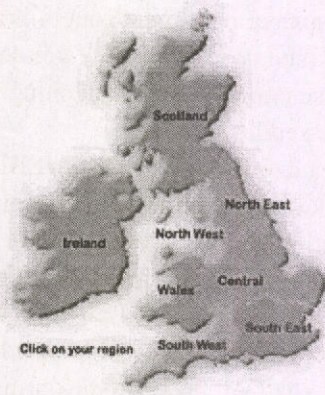 Scotland
North East
North West
Ireland
Central
Wales
South East
South West
Click on your region